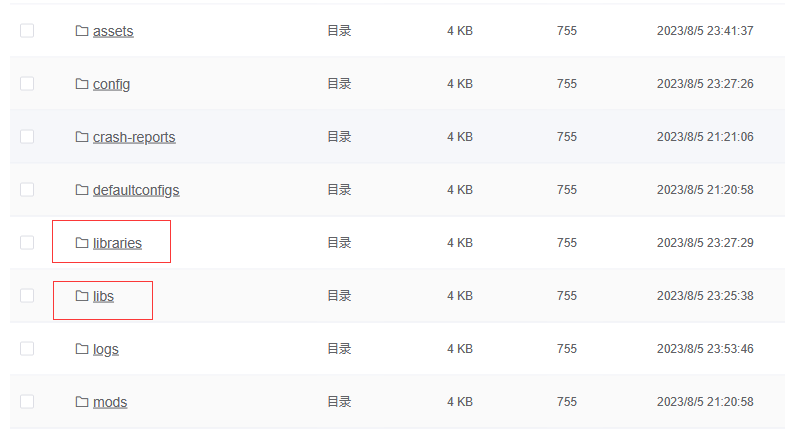 assets 目录 4 KB 755 2023/8/5 23:41:37
config 目录 4 KB 755 2023/8/5 23:27:26
crash-reports 目录 4 KB 755 2023/8/5 21:21:06
defaultconfigs 目录 4 KB 755 2023/8/5 21:20:58
libraries 目录 4 KB 755 2023/8/5 23:27:29
libs 目录 4 KB 755 2023/8/5 23:25:38
logs 目录 4 KB 755 2023/8/5 23:53:46
mods 目录 4 KB 755 2023/8/5 21:20:58